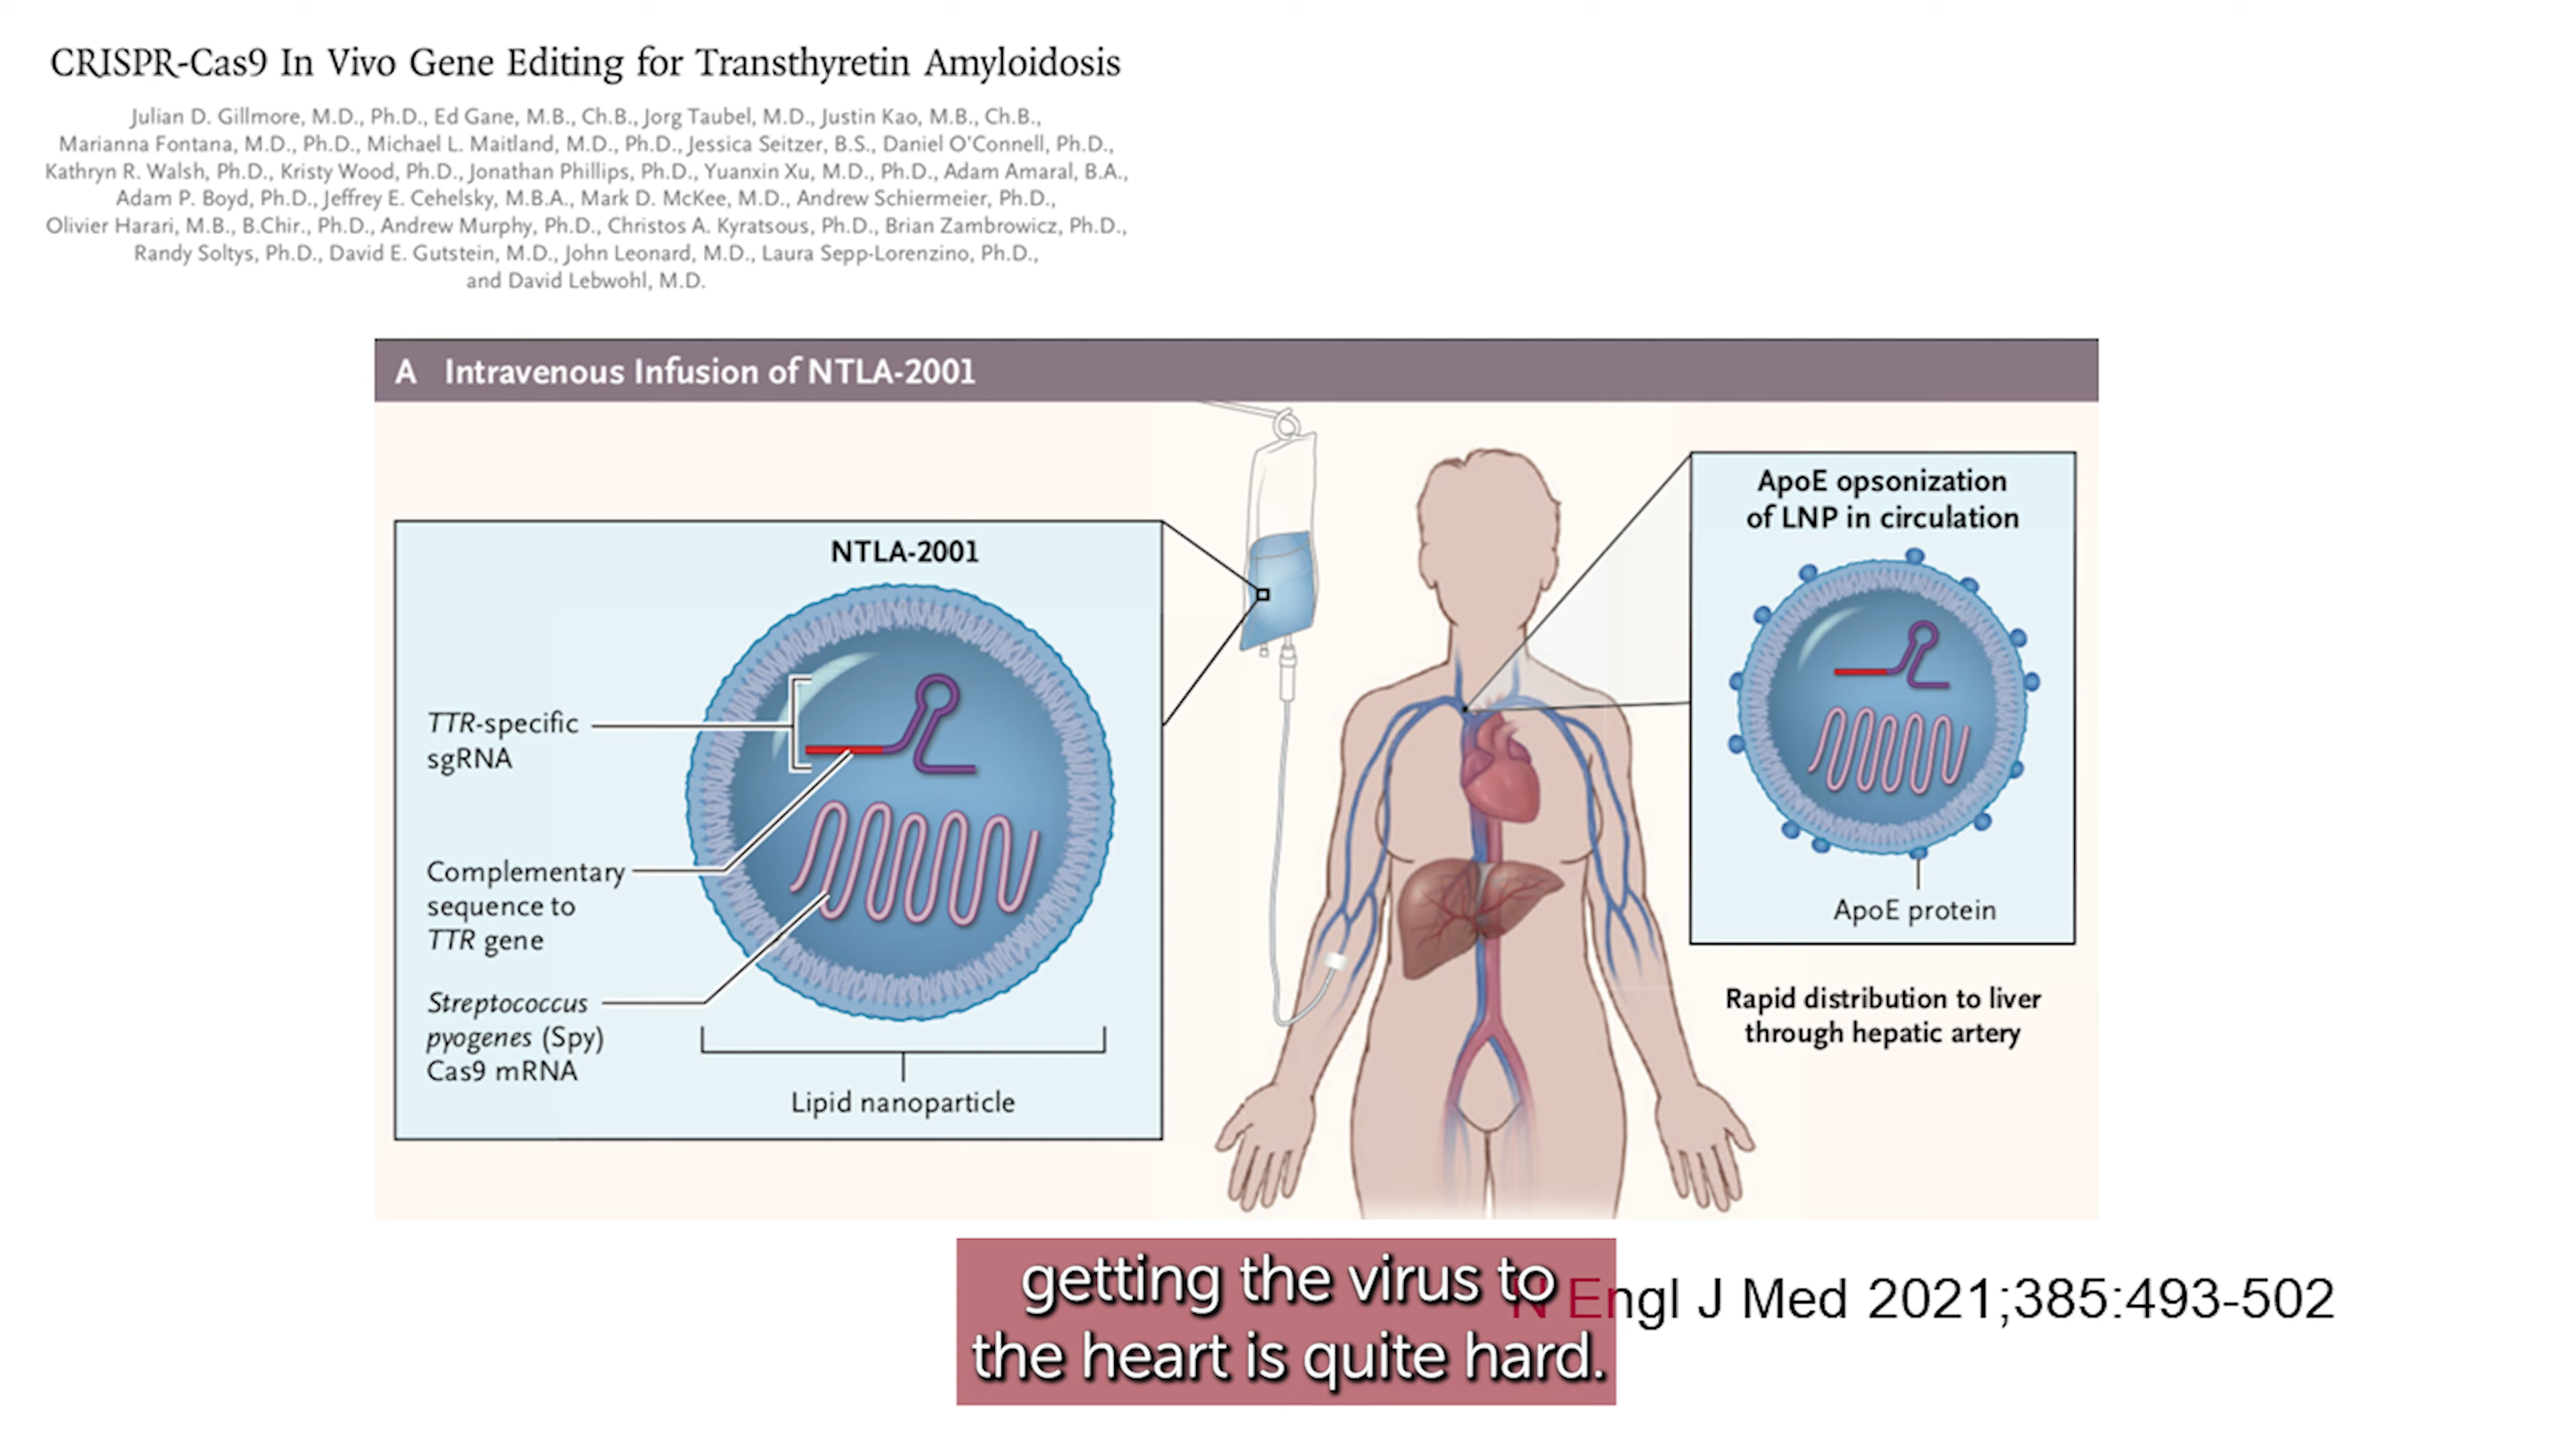 CRISPR-Cas9 In Vivo Gene Editing for Transthyretin Amyloidosis
Julian D. Gillmore, M.D., Ph.D., Ed Gane, M.B., Ch.B., Jorg Taubel, M.D., Justin Kao, M.B., Ch.B.,
Marianna Fontana, M.D., Ph.D., Michael L. Maitland, M.D., Ph.D., Jessica Seitzer, B.S., Daniel O'Connell, Ph.D.,
Kathryn R. Walsh, Ph.D., Kristy Wood, Ph.D., Jonathan Phillips, Ph.D., Yuanxin Xu, M.D., Ph.D., Adam Amaral, B.A.,
Adam P. Boyd, Ph.D., Jeffrey E. Cehelsky, M.B.A., Mark D. McKee, M.D., Andrew Schiermeier, Ph.D.,
Olivier Harari, M.B., B.Chir., Ph.D., Andrew Murphy, Ph.D., Christos A. Kyratsous, Ph.D., Brian Zambrowicz, Ph.D.,
Randy Soltys, Ph.D., David E. Gutstein, M.D., John Leonard, M.D., Laura Sepp-Lorenzino, Ph.D.,
and David Lebwohl, M.D.
A Intravenous Infusion of NTLA-2001
NTLA-2001
TTR-specific
sgRNA
Complementary
sequence to
TTR gene
Streptococcus
pyogenes (Spy)
Cas9 mRNA
Lipid nanoparticle
ApoE opsonization
of LNP in circulation
ApoE protein
Rapid distribution to liver
through hepatic artery
getting the virus to
the heart is quite hard.
N Engl J Med 2021;385:493-502